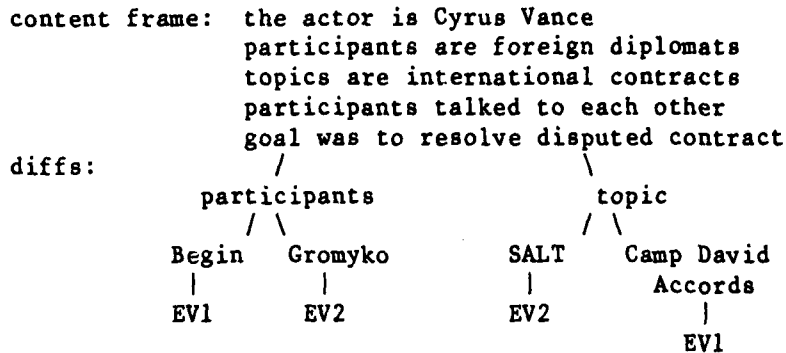 content frame: the actor is Cyrus Vance
participants are foreign diplomats
topics are international contracts
participants talked to each other
goal was to resolve disputed contract
diffs: / \
participants topic
/ \ / \
Begin Gromyko SALT Camp David
| | | Accords
EV1 EV2 EV2 |
EV1